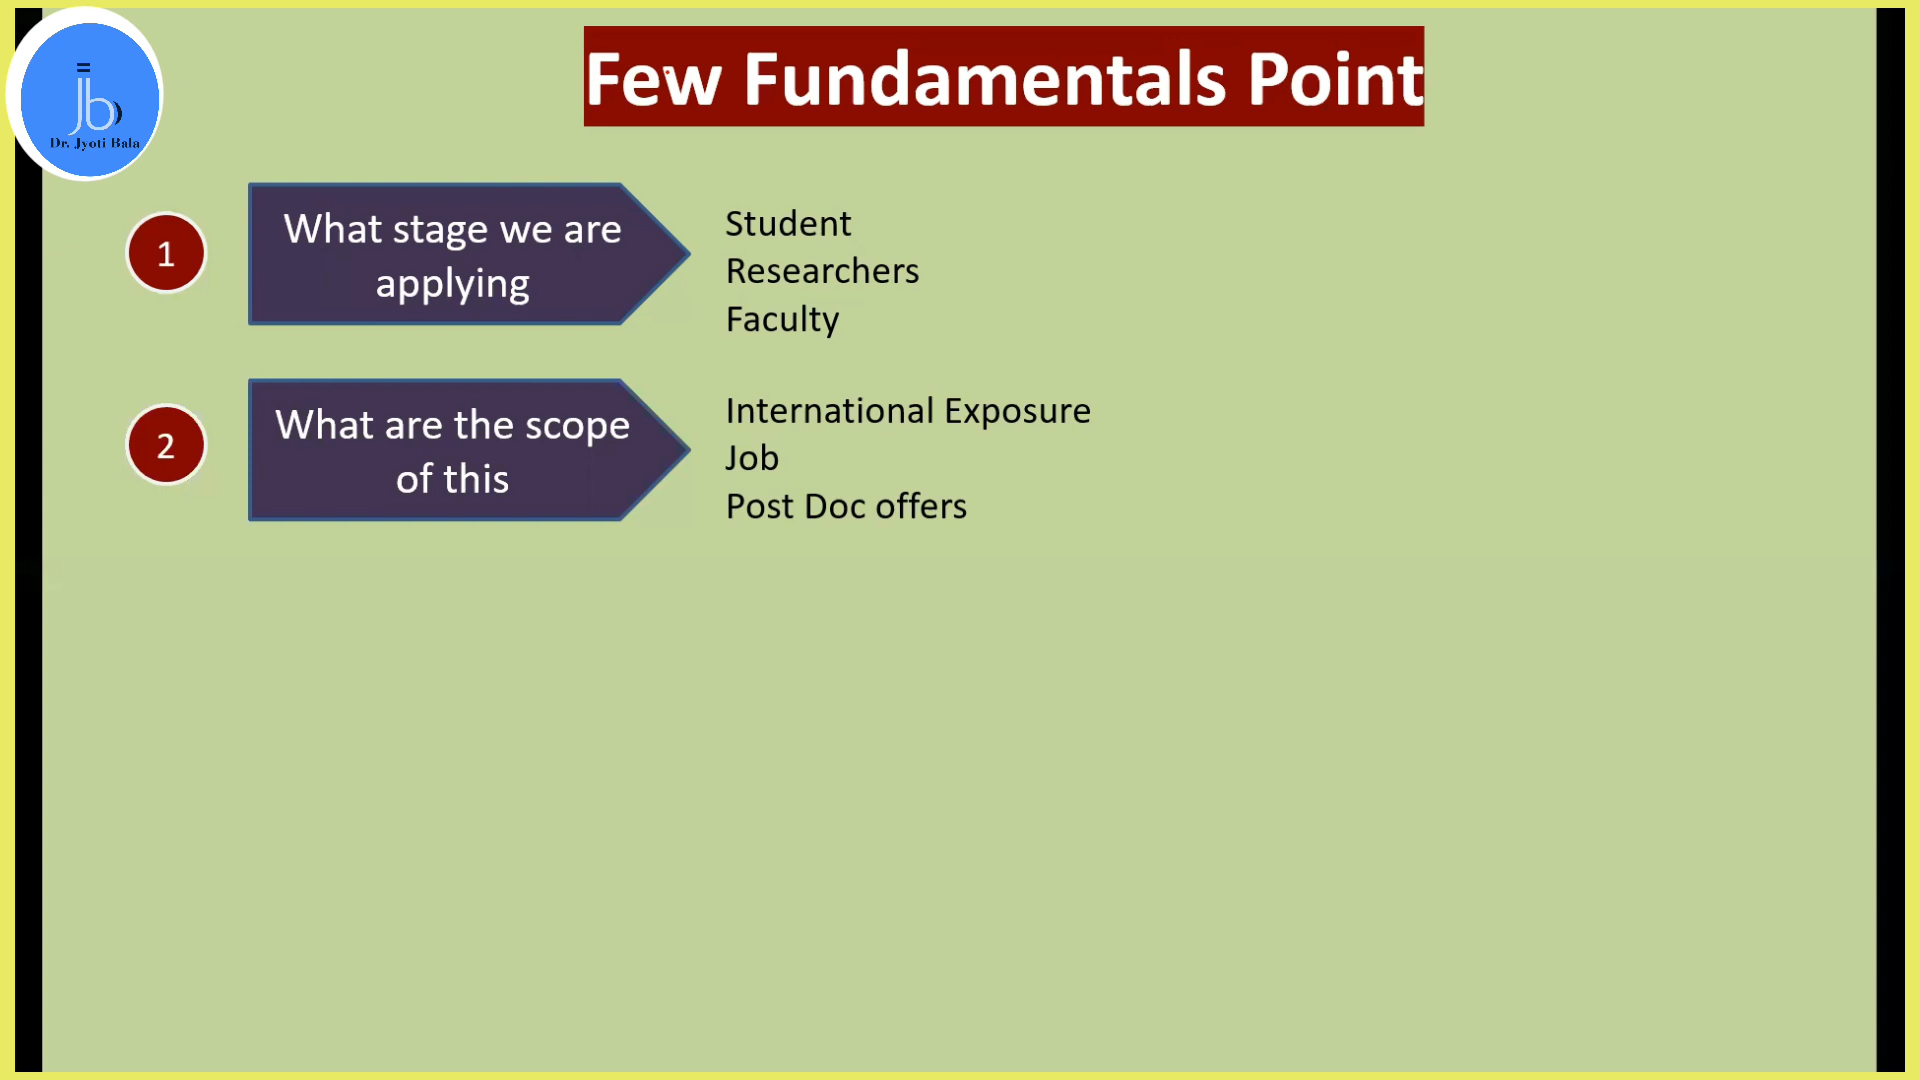 Few Fundamentals Point
Dr. Jyoti Bala
1
What stage we are
applying
Student
Researchers
Faculty
2
What are the scope
of this
International Exposure
Job
Post Doc offers